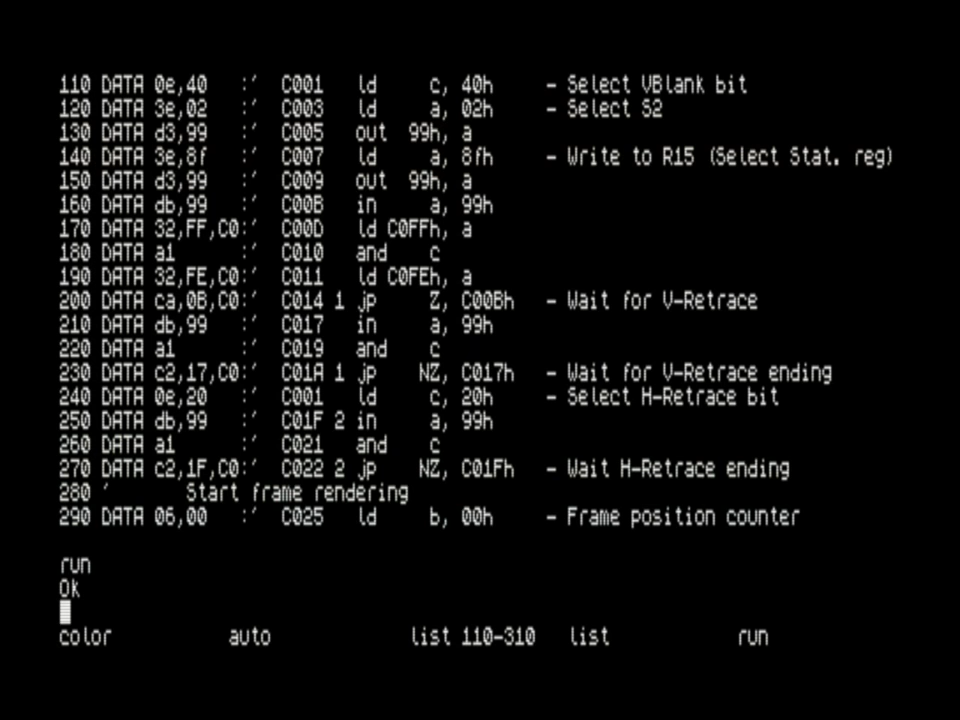 110 DATA 0e,40   :'  C001   ld     c, 40h     - Select VBlank bit
120 DATA 3e,02   :'  C003   ld     a, 02h     - Select S2
130 DATA d3,99   :'  C005   out  99h, a
140 DATA 3e,8f   :'  C007   ld     a, 8fh     - Write to R15 (Select Stat. reg)
150 DATA d3,99   :'  C009   out  99h, a
160 DATA db,99   :'  C00B   in     a, 99h
170 DATA 32,FF,C0:'  C00D   ld C0FFh, a
180 DATA a1      :'  C010   and    c
190 DATA 32,FE,C0:'  C011   ld C0FEh, a
200 DATA ca,0B,C0:'  C014 1 jp     Z, C00Bh   - Wait for V-Retrace
210 DATA db,99   :'  C017   in     a, 99h
220 DATA a1      :'  C019   and    c
230 DATA c2,17,C0:'  C01A 1 jp    NZ, C017h   - Wait for V-Retrace ending
240 DATA 0e,20   :'  C001   ld     c, 20h     - Select H-Retrace bit
250 DATA db,99   :'  C01F 2 in     a, 99h
260 DATA a1      :'  C021   and    c
270 DATA c2,1F,C0:'  C022 2 jp    NZ, C01Fh   - Wait H-Retrace ending
280 '       Start frame rendering
290 DATA 06,00   :'  C025   ld     b, 00h     - Frame position counter
run
Ok
color           auto             list 110-310   list            run